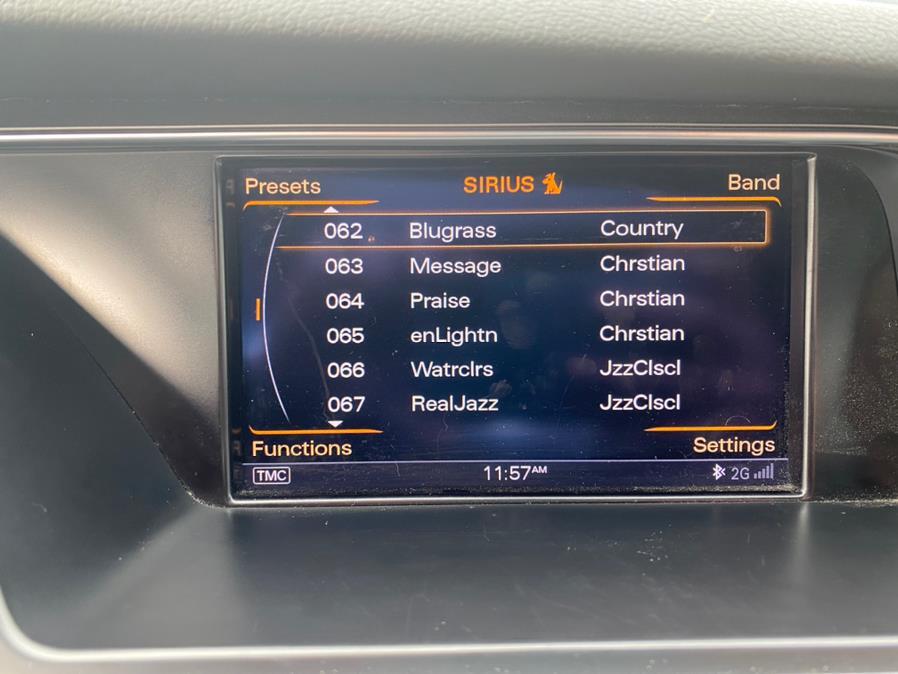 Presets SIRIUS Band
062 Blugrass Country
063 Message Chrstian
064 Praise Chrstian
065 enLightn Chrstian
066 Watrclrs JzzClscl
067 RealJazz JzzClscl
Functions Settings
TMC 11:57AM 2G